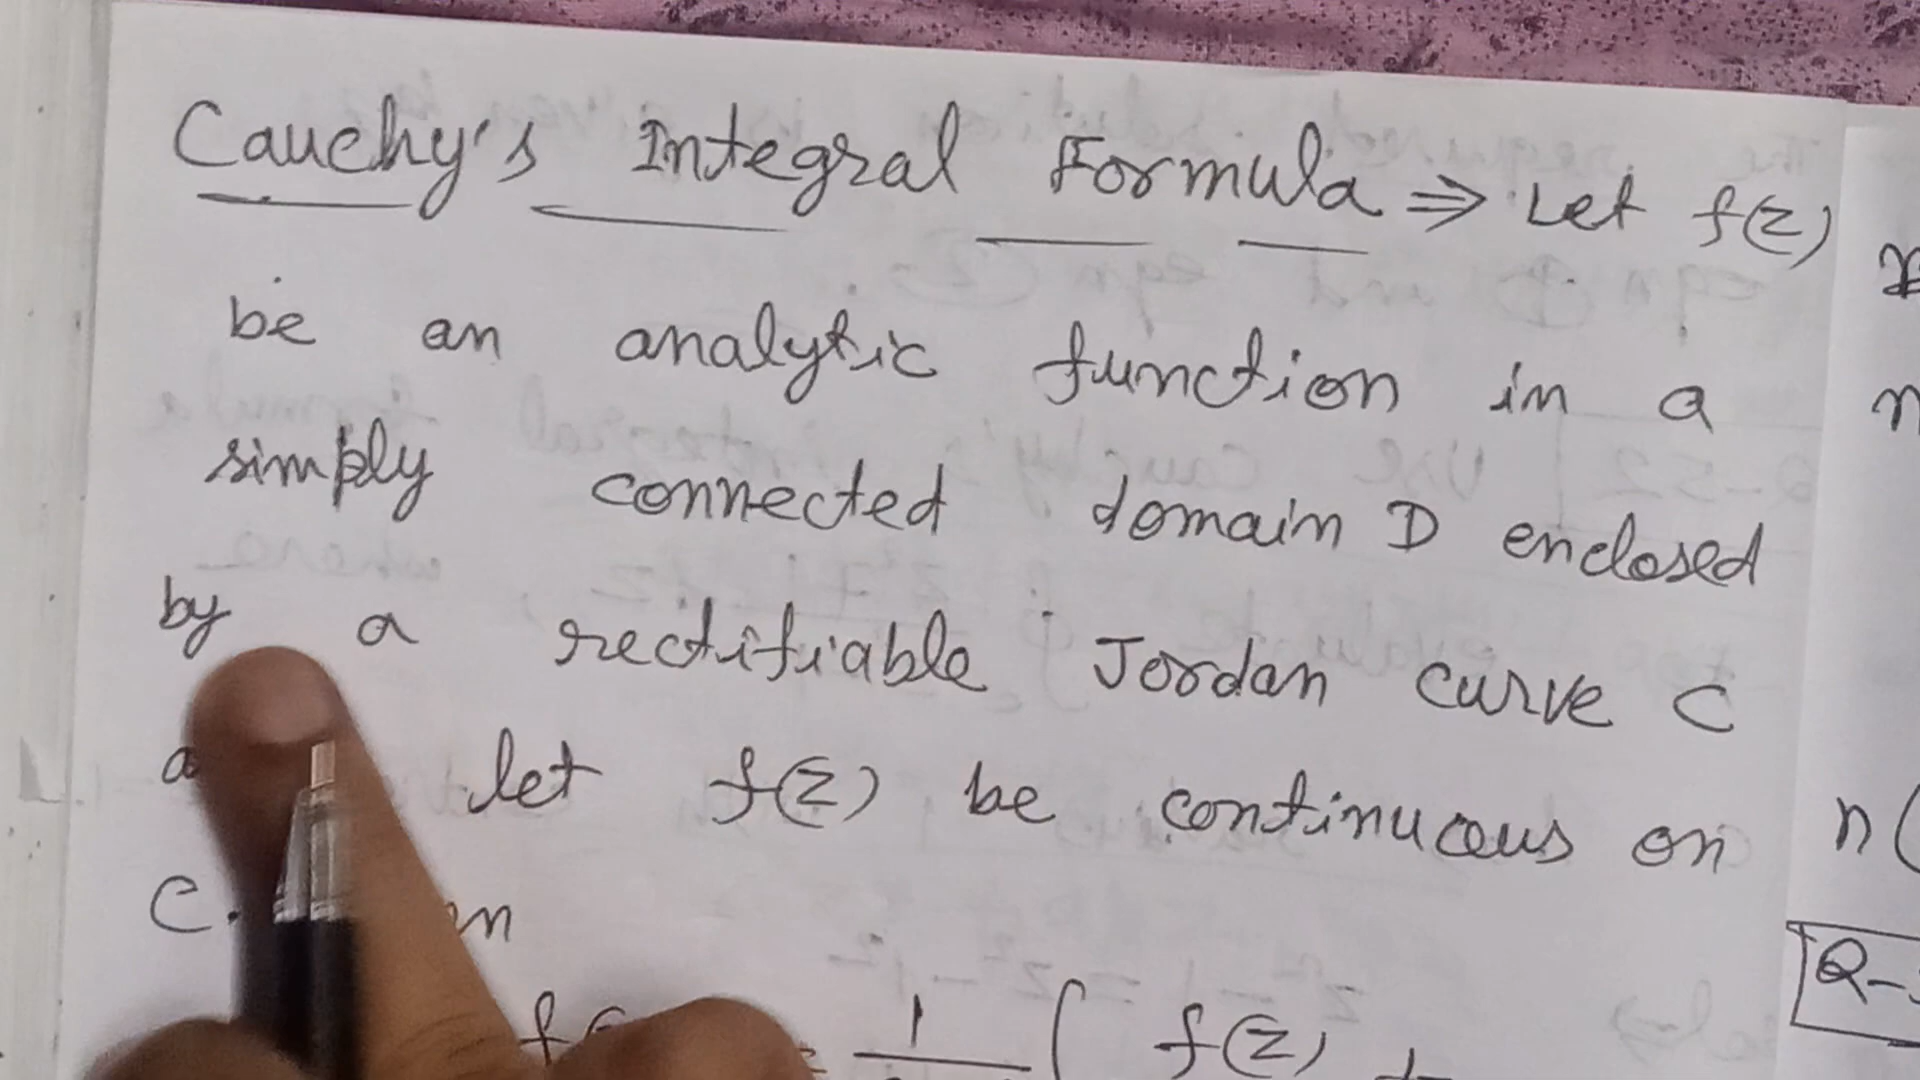 Cauchy's Integral Formula ⇒ Let f(z)
be an analytic function in a
simply connected domain D enclosed
by a rectifiable Jordan curve C
let f(z) be continuous on
C.
= 1 ∫ f(z)
n
n(
Q-